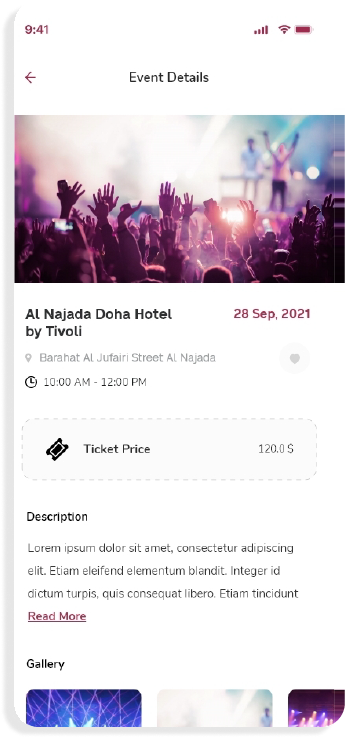 9:41
Event Details
Al Najada Doha Hotel
by Tivoli
28 Sep, 2021
Barahat Al Jufairi Street Al Najada
10:00 AM - 12:00 PM
Ticket Price
120.0 $
Description
Lorem ipsum dolor sit amet, consectetur adipiscing
elit. Etiam eleifend elementum blandit. Integer id
dictum turpis, quis consequat libero. Etiam tincidunt
Read More
Gallery